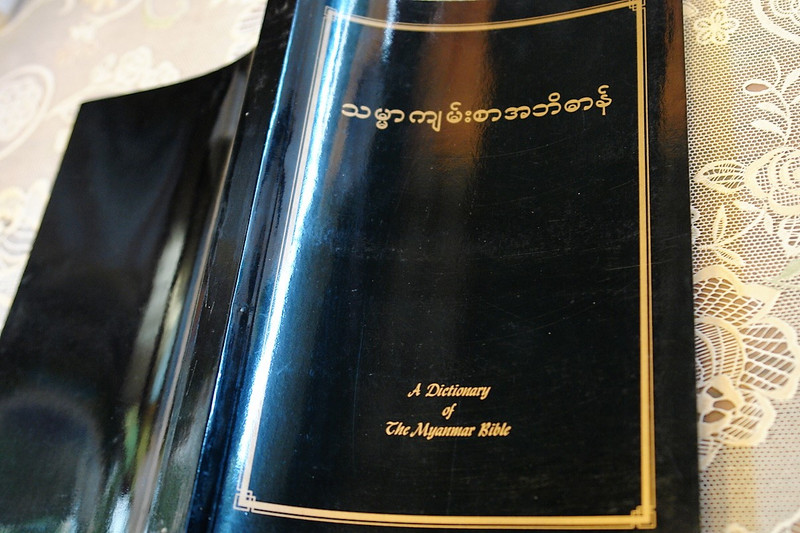 သမ္မာကျမ်းစာအဘိဓာန်
A Dictionary
of
The Myanmar Bible